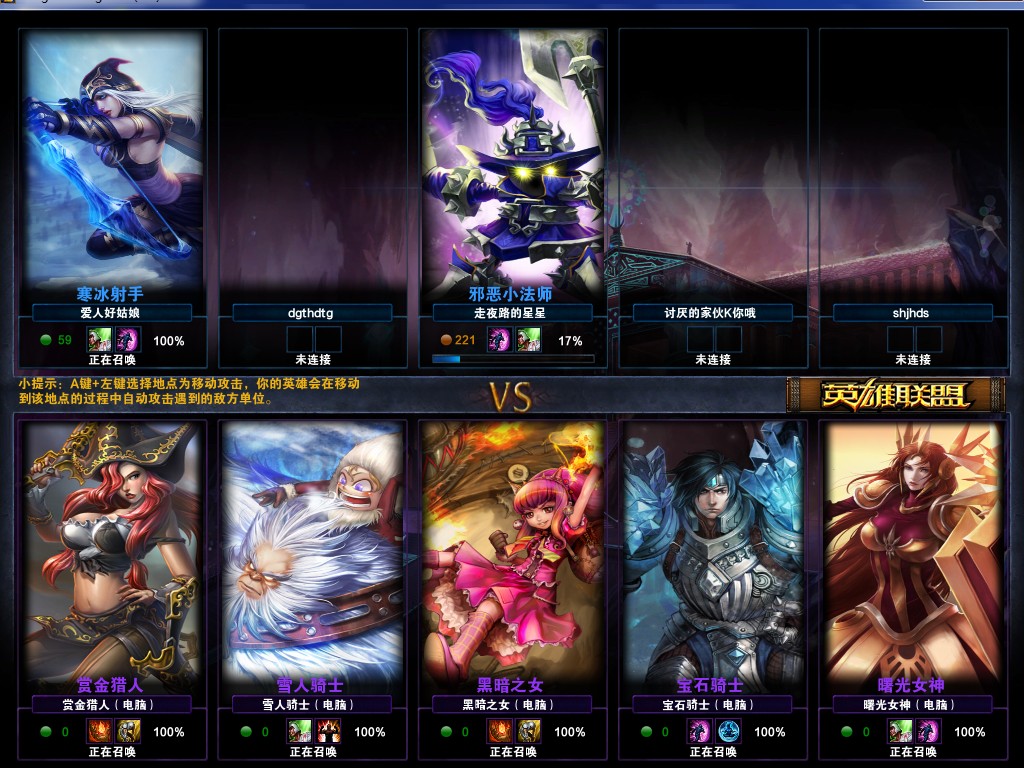 寒冰射手
爱人好姑娘
59
100%
正在召唤
dgthdtg
未连接
邪恶小法师
走夜路的星星
221
17%
讨厌的家伙K你哦
未连接
shjhds
未连接
小提示：A键+左键选择地点为移动攻击，你的英雄会在移动
到该地点的过程中自动攻击遇到的敌方单位。
VS
英雄联盟
赏金猎人
赏金猎人（电脑）
0
100%
正在召唤
雪人骑士
雪人骑士（电脑）
0
100%
正在召唤
黑暗之女
黑暗之女（电脑）
0
100%
正在召唤
宝石骑士
宝石骑士（电脑）
0
100%
正在召唤
曙光女神
曙光女神（电脑）
0
100%
正在召唤